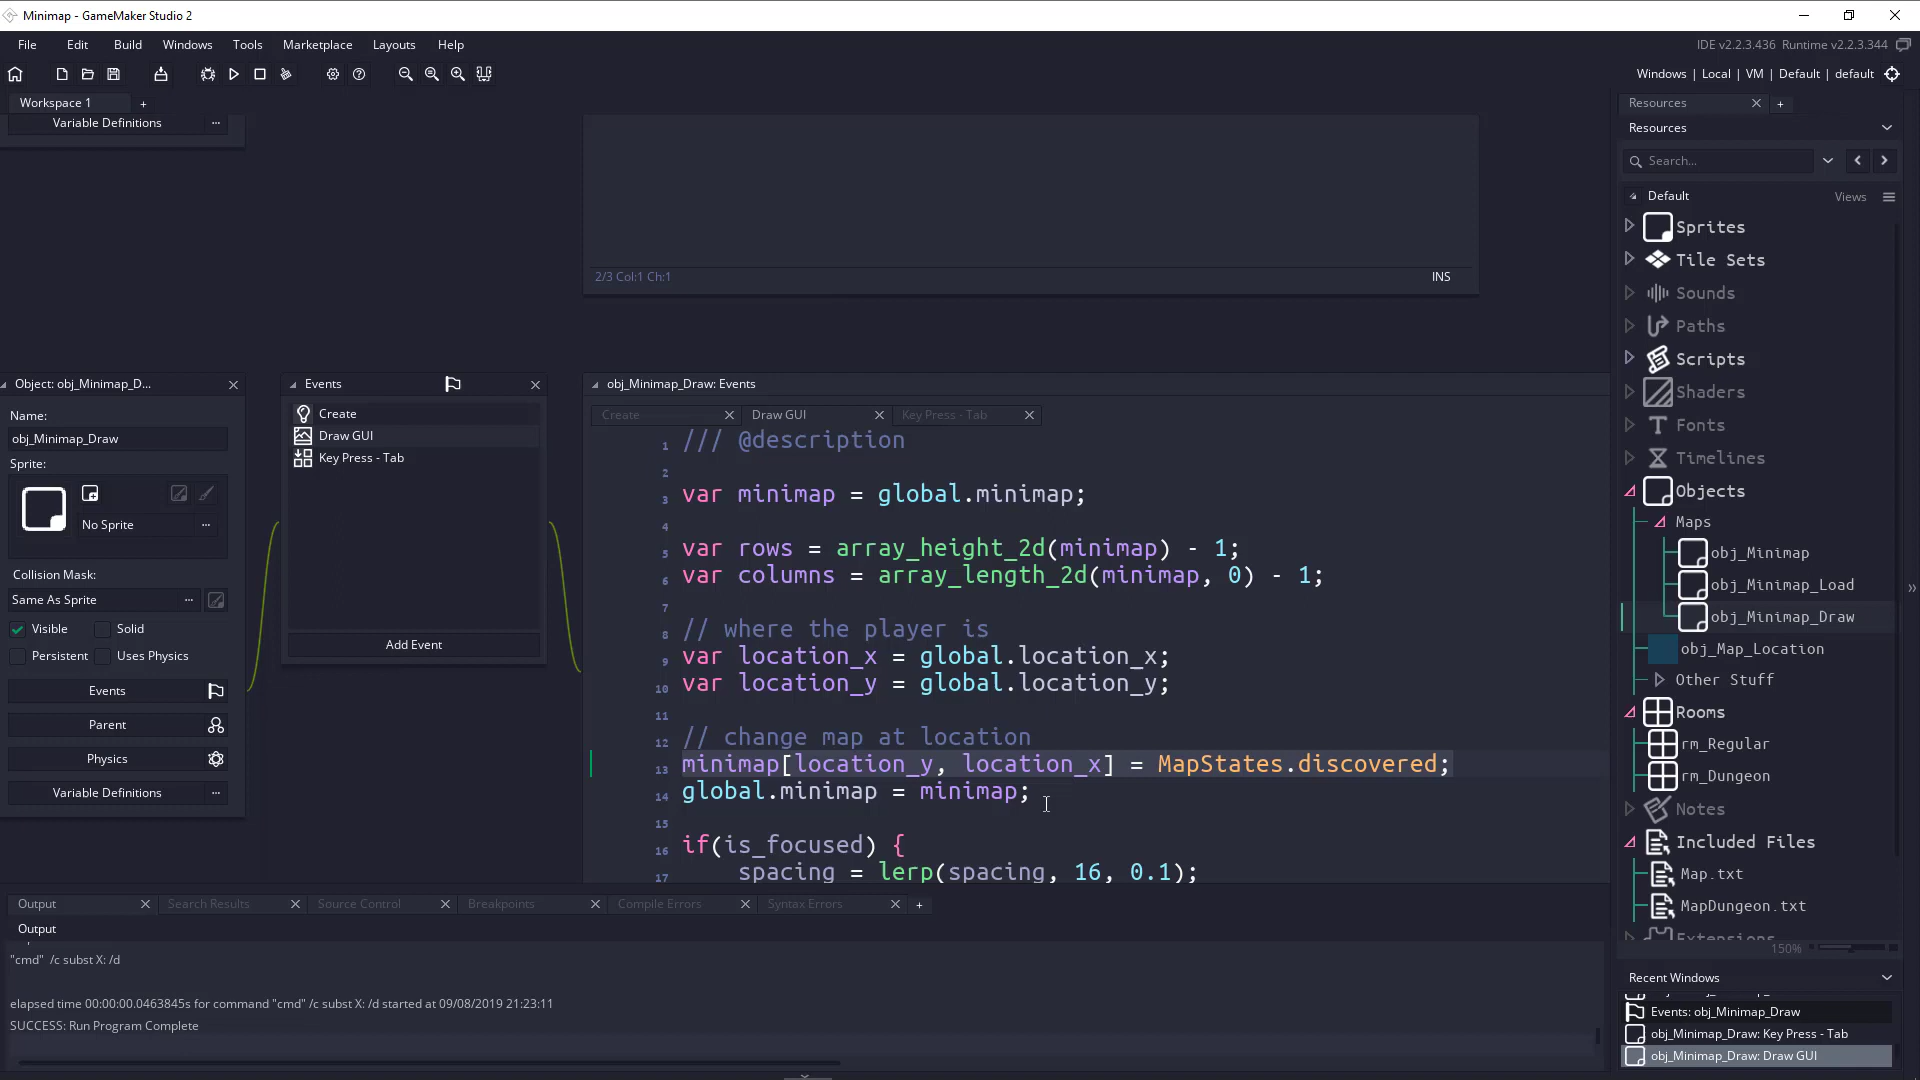 Minimap - GameMaker Studio 2
File Edit Build Windows Tools Marketplace Layouts Help
IDE v2.2.3.436 Runtime v2.2.3.344
Windows | Local | VM | Default | default
Workspace 1 +
Variable Definitions ...
2/3 Col:1 Ch:1 INS
Object: obj_Minimap_D...
Name:
obj_Minimap_Draw
Sprite:
No Sprite ...
Collision Mask:
Same As Sprite ...
Visible Solid
Persistent Uses Physics
Events
Parent
Physics
Variable Definitions ...
Events
Create
Draw GUI
Key Press - Tab
Add Event
obj_Minimap_Draw: Events
Create Draw GUI Key Press - Tab
1 /// @description
2
3 var minimap = global.minimap;
4
5 var rows = array_height_2d(minimap) - 1;
6 var columns = array_length_2d(minimap, 0) - 1;
7
8 // where the player is
9 var location_x = global.location_x;
10 var location_y = global.location_y;
11
12 // change map at location
13 minimap[location_y, location_x] = MapStates.discovered;
14 global.minimap = minimap;
15
16 if(is_focused) {
17 spacing = lerp(spacing, 16, 0.1);
Output Search Results Source Control Breakpoints Compile Errors Syntax Errors +
Output
"cmd" /c subst X: /d
elapsed time 00:00:00.0463845s for command "cmd" /c subst X: /d started at 09/08/2019 21:23:11
SUCCESS: Run Program Complete
Resources +
Resources
Search...
Default Views
Sprites
Tile Sets
Sounds
Paths
Scripts
Shaders
Fonts
Timelines
Objects
Maps
obj_Minimap
obj_Minimap_Load
obj_Minimap_Draw
obj_Map_Location
Other Stuff
Rooms
rm_Regular
rm_Dungeon
Notes
Included Files
Map.txt
MapDungeon.txt
Extensions
150%
Recent Windows
Events: obj_Minimap_Draw
obj_Minimap_Draw: Key Press - Tab
obj_Minimap_Draw: Draw GUI